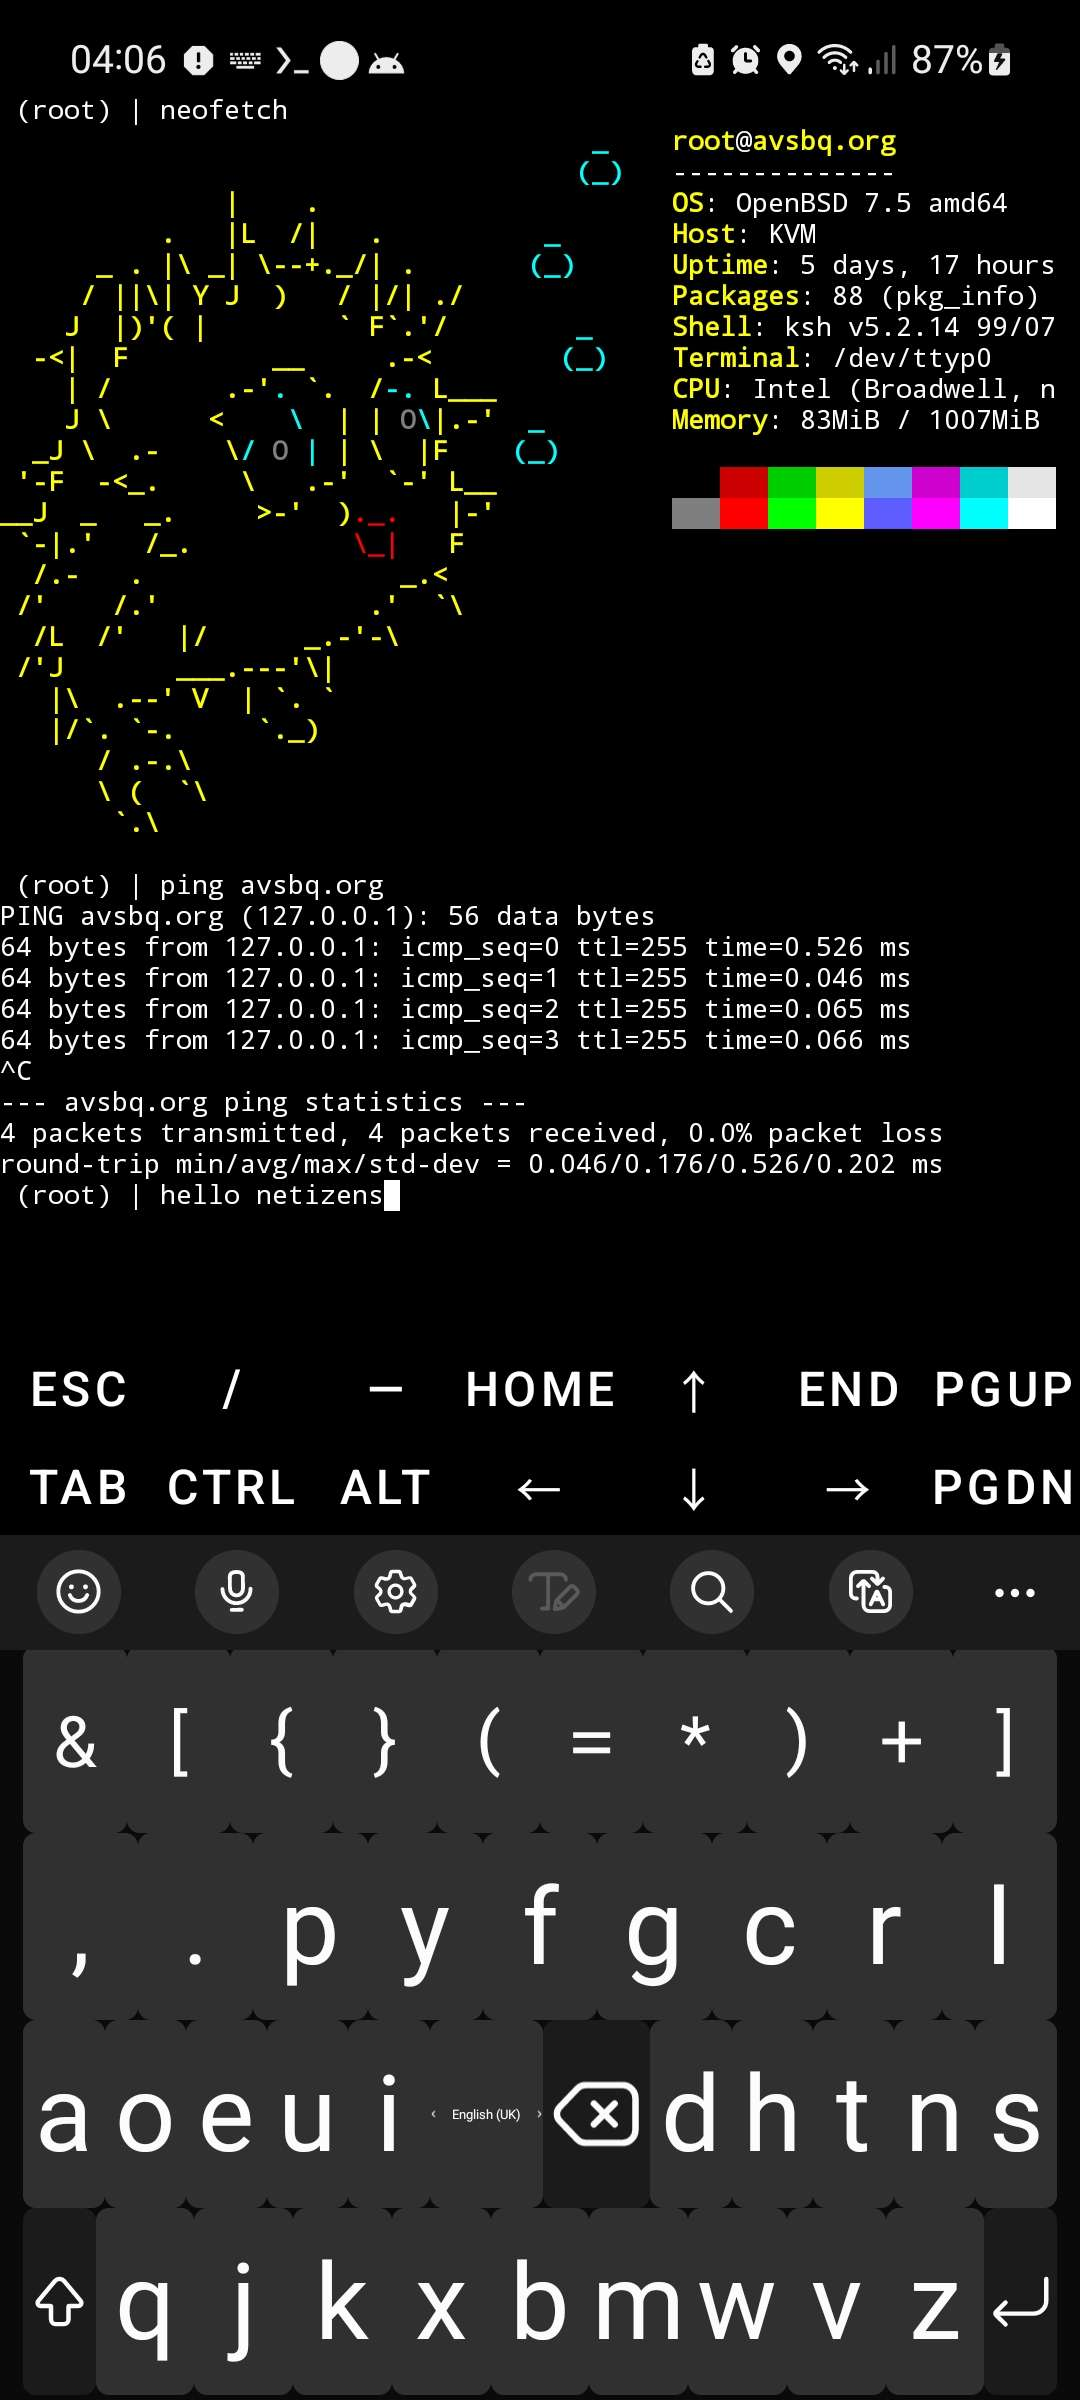 04:06 87%
(root) | neofetch
root@avsbq.org
--------------
OS: OpenBSD 7.5 amd64
Host: KVM
Uptime: 5 days, 17 hours
Packages: 88 (pkg_info)
Shell: ksh v5.2.14 99/07
Terminal: /dev/ttyp0
CPU: Intel (Broadwell, n
Memory: 83MiB / 1007MiB
(root) | ping avsbq.org
PING avsbq.org (127.0.0.1): 56 data bytes
64 bytes from 127.0.0.1: icmp_seq=0 ttl=255 time=0.526 ms
64 bytes from 127.0.0.1: icmp_seq=1 ttl=255 time=0.046 ms
64 bytes from 127.0.0.1: icmp_seq=2 ttl=255 time=0.065 ms
64 bytes from 127.0.0.1: icmp_seq=3 ttl=255 time=0.066 ms
^C
--- avsbq.org ping statistics ---
4 packets transmitted, 4 packets received, 0.0% packet loss
round-trip min/avg/max/std-dev = 0.046/0.176/0.526/0.202 ms
(root) | hello netizens
ESC / — HOME ↑ END PGUP
TAB CTRL ALT ← ↓ → PGDN
& [ { } ( = * ) + ]
, . p y f g c r l
a o e u i ‹ English (UK) › d h t n s
q j k x b m w v z